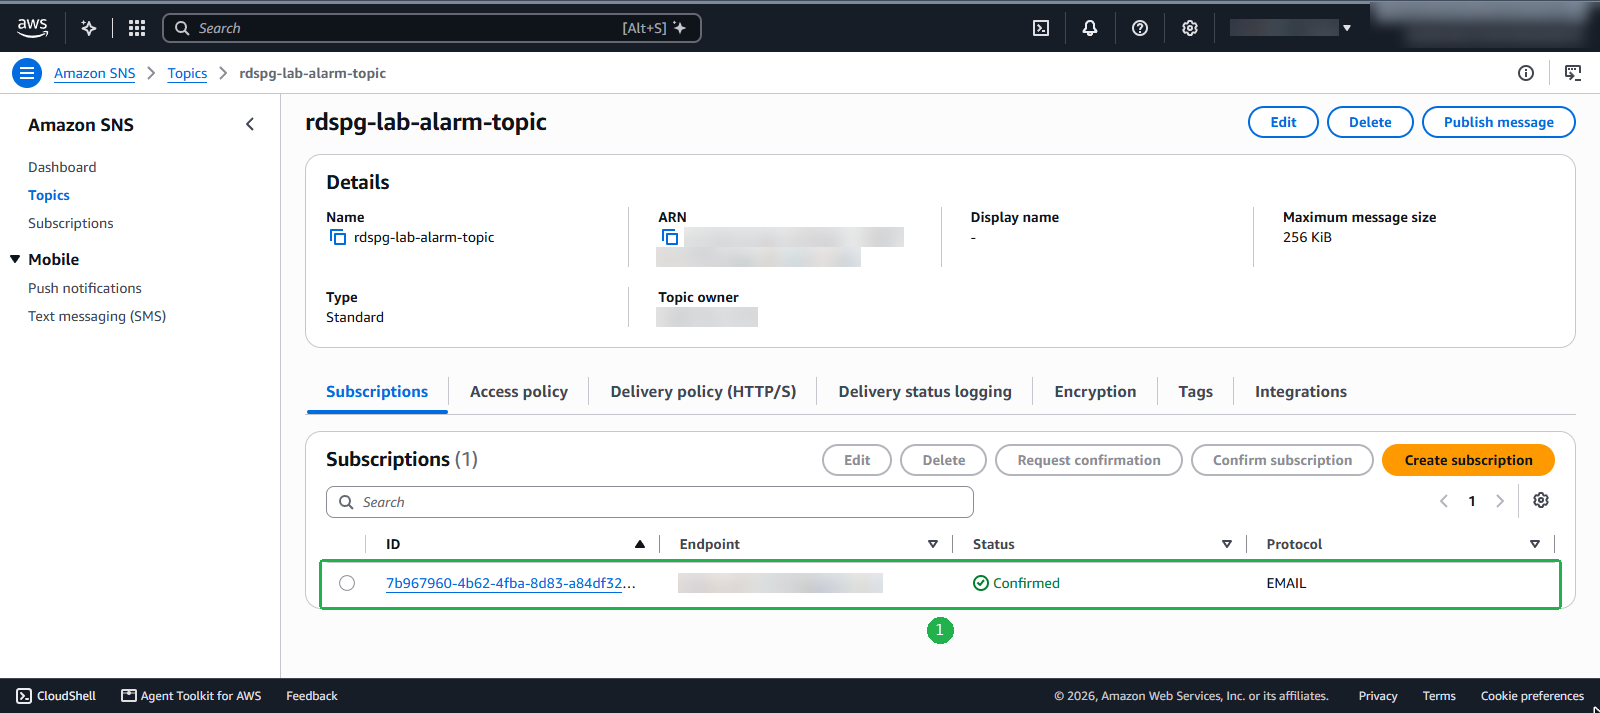 aws
Search [Alt+S]
Amazon SNS > Topics > rdspg-lab-alarm-topic
Amazon SNS
Dashboard
Topics
Subscriptions
Mobile
Push notifications
Text messaging (SMS)
rdspg-lab-alarm-topic
Edit Delete Publish message
Details
Name
rdspg-lab-alarm-topic
ARN
Display name
-
Maximum message size
256 KiB
Type
Standard
Topic owner
Subscriptions Access policy Delivery policy (HTTP/S) Delivery status logging Encryption Tags Integrations
Subscriptions (1)
Edit Delete Request confirmation Confirm subscription Create subscription
Search
1
ID Endpoint Status Protocol
7b967960-4b62-4fba-8d83-a84df32... Confirmed EMAIL
1
CloudShell Agent Toolkit for AWS Feedback
© 2026, Amazon Web Services, Inc. or its affiliates. Privacy Terms Cookie preferences